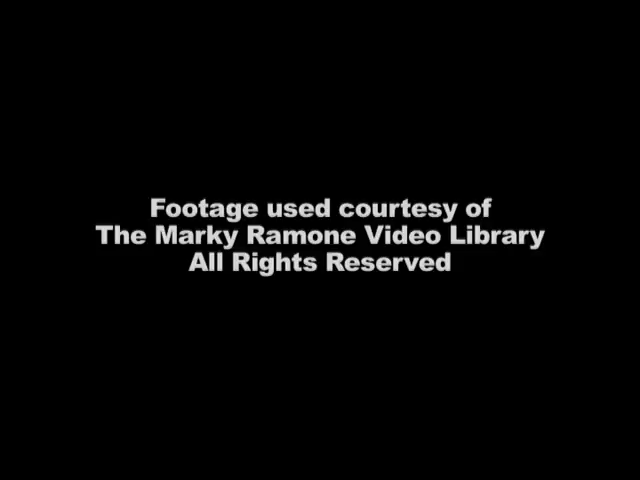 Footage used courtesy of
The Marky Ramone Video Library
All Rights Reserved